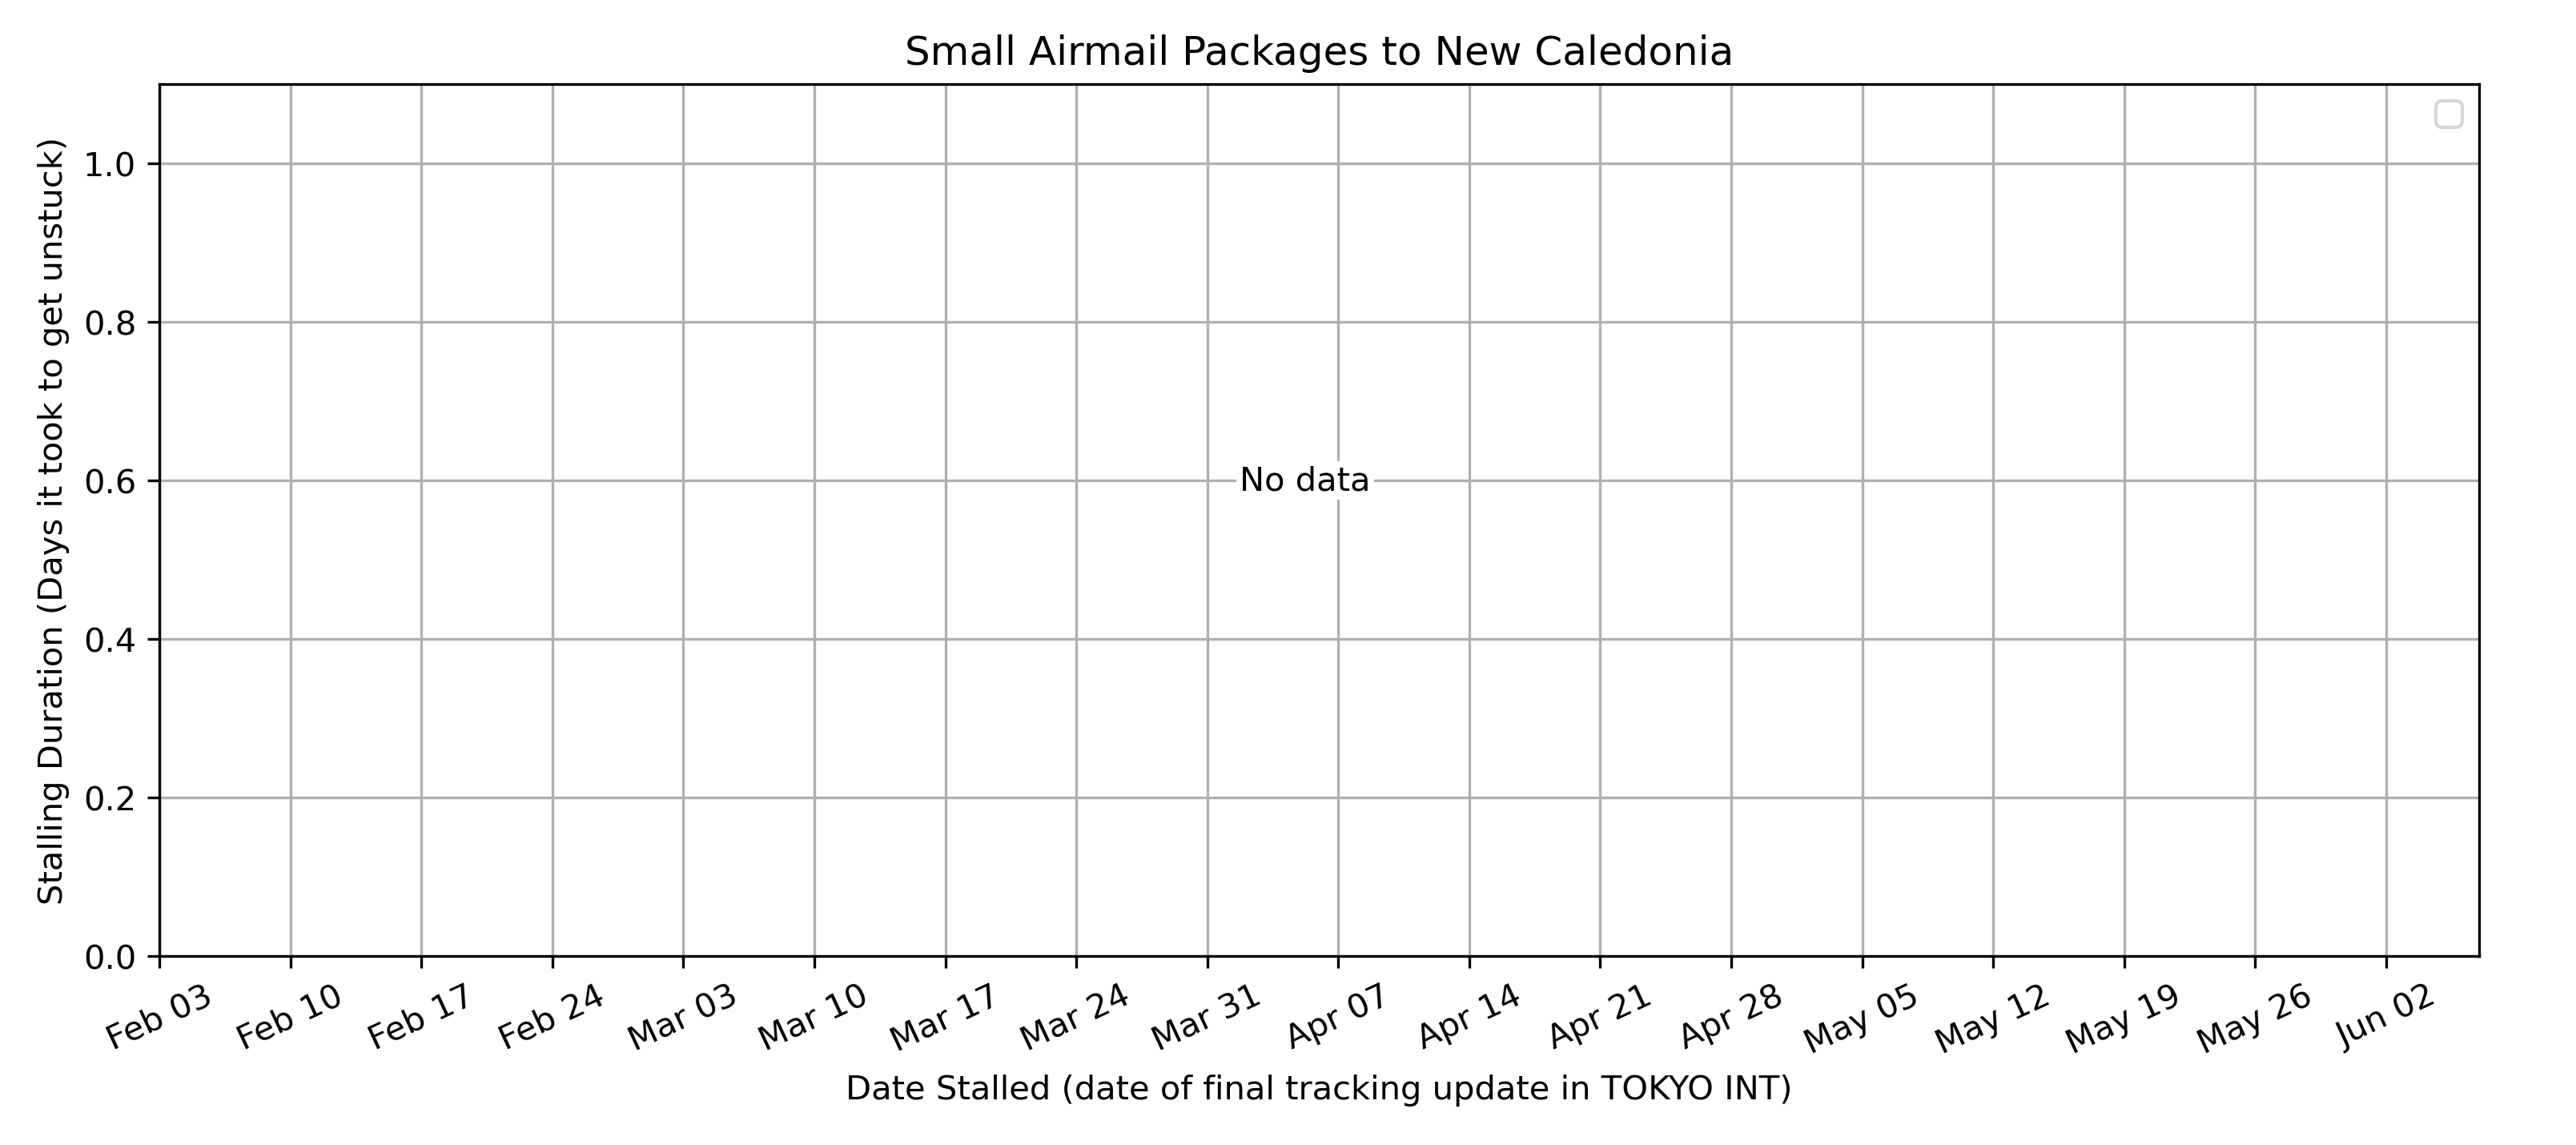 Small Airmail Packages to New Caledonia
Stalling Duration (Days it took to get unstuck)
1.0
0.8
0.6
0.4
0.2
0.0
No data
Feb 03
Feb 10
Feb 17
Feb 24
Mar 03
Mar 10
Mar 17
Mar 24
Mar 31
Apr 07
Apr 14
Apr 21
Apr 28
May 05
May 12
May 19
May 26
Jun 02
Date Stalled (date of final tracking update in TOKYO INT)